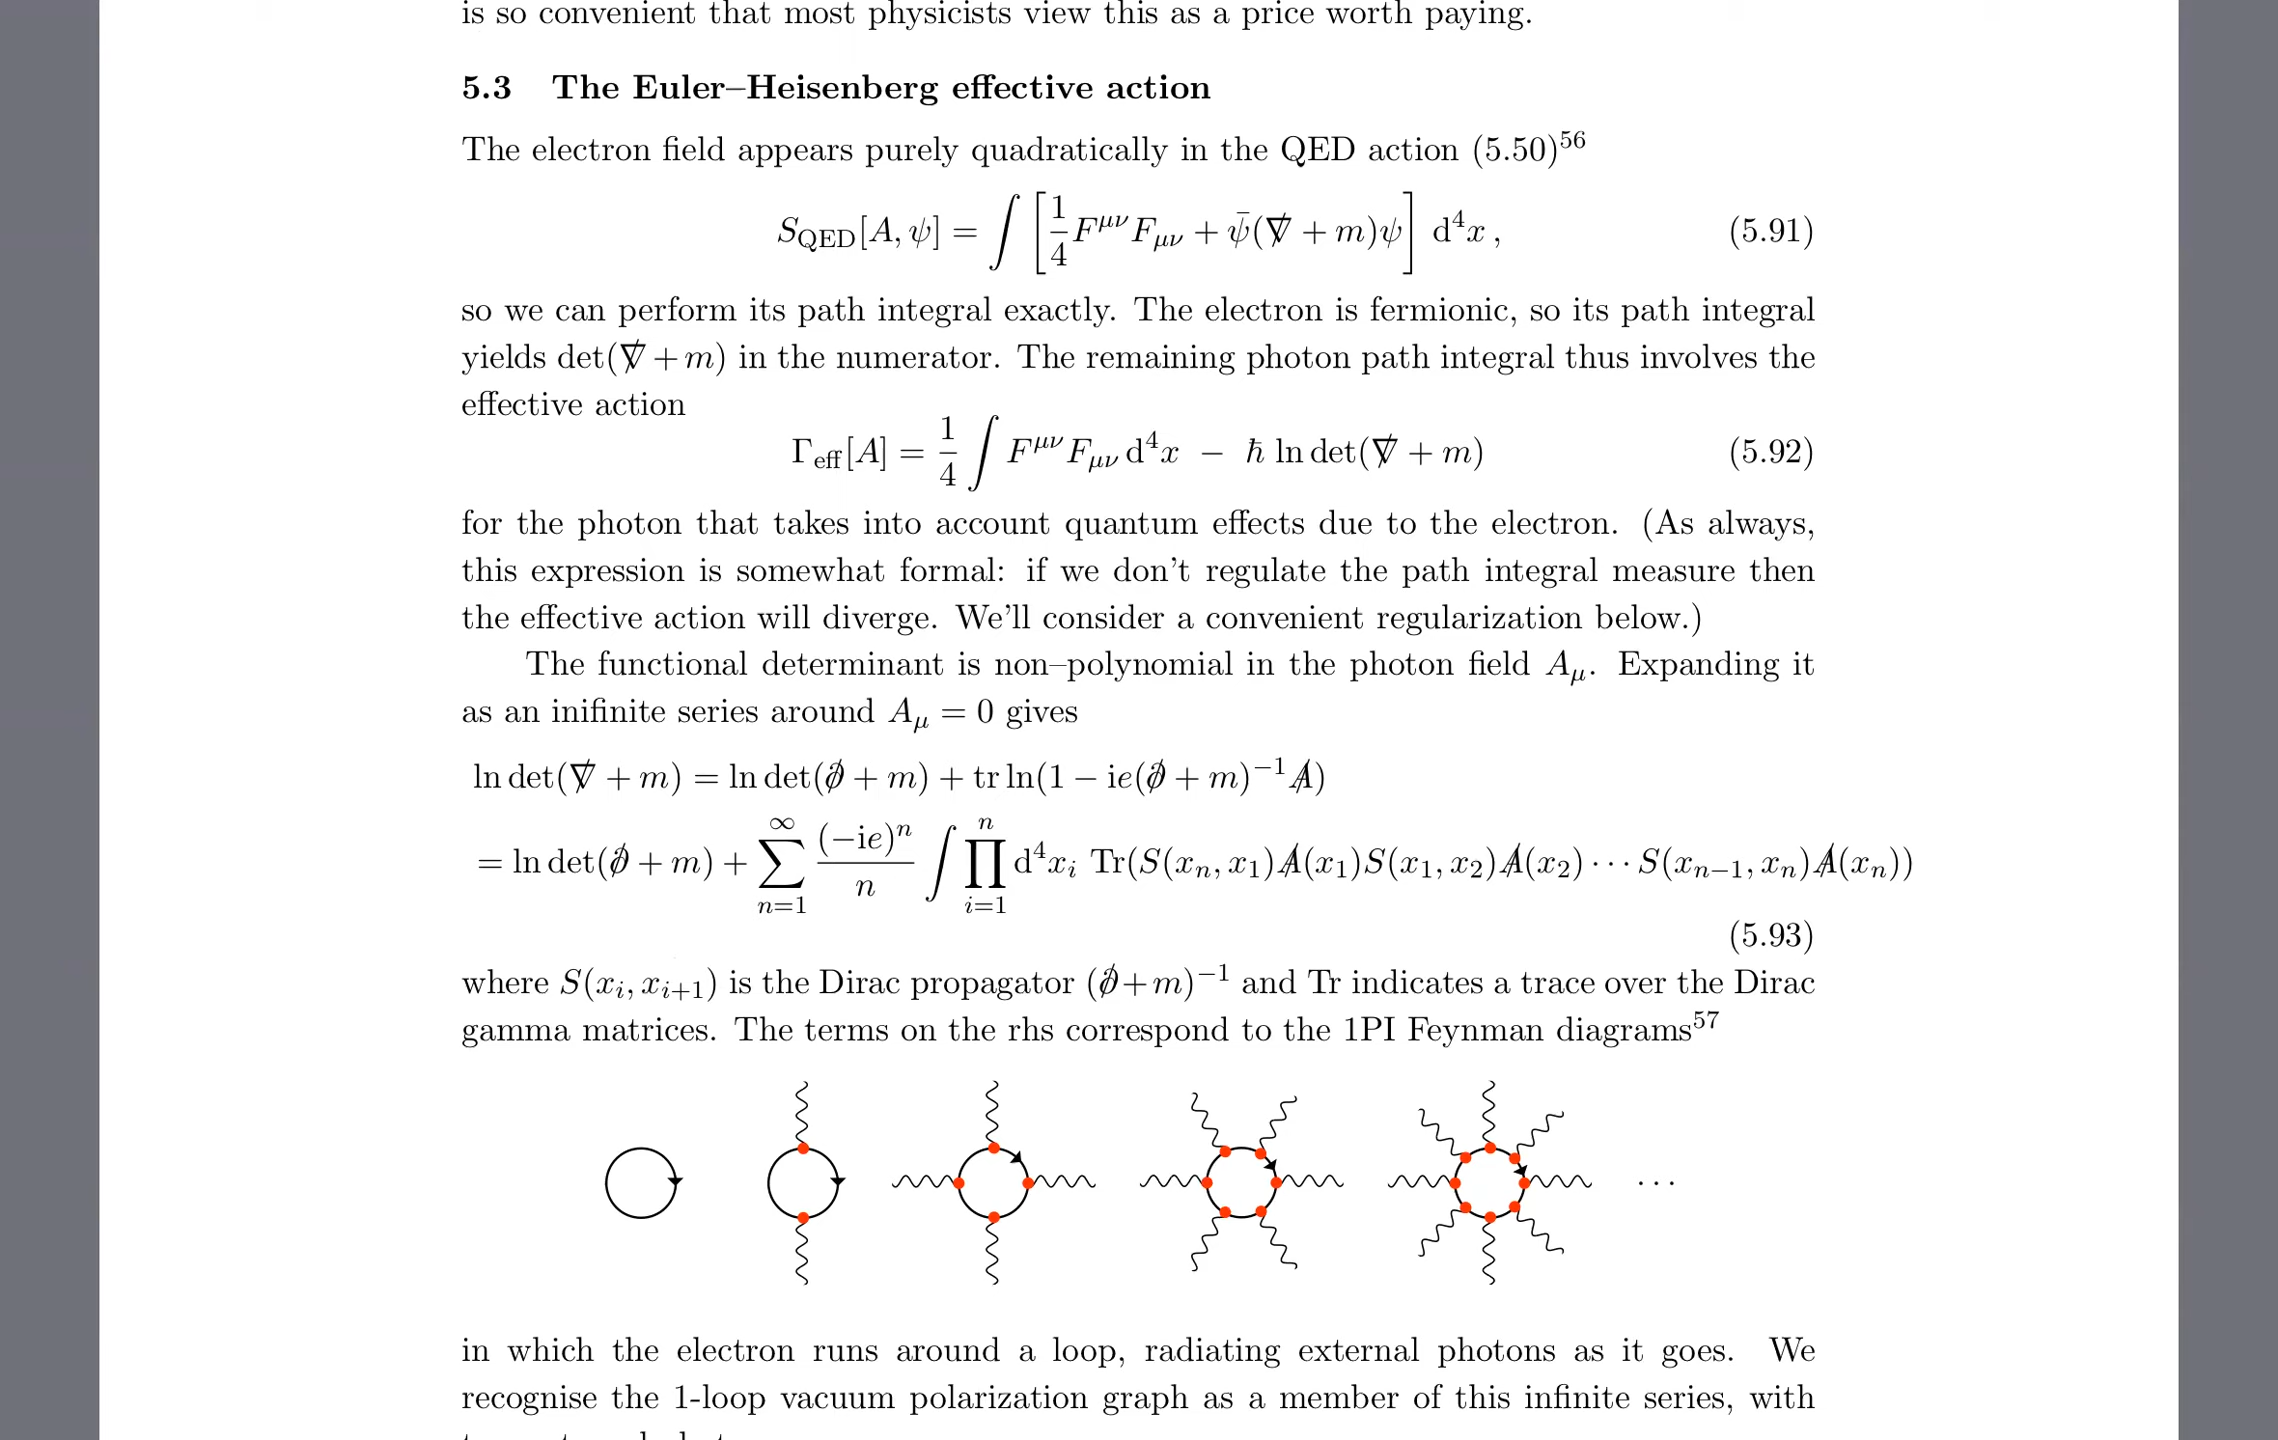 is so convenient that most physicists view this as a price worth paying.
5.3 The Euler–Heisenberg effective action
The electron field appears purely quadratically in the QED action (5.50)⁵⁶
S_QED[A, ψ] = ∫ [ 1/4 F^{μν} F_{μν} + ψ̄(∇̸ + m)ψ ] d⁴x , (5.91)
so we can perform its path integral exactly. The electron is fermionic, so its path integral
yields det(∇̸ + m) in the numerator. The remaining photon path integral thus involves the
effective action
Γ_eff[A] = 1/4 ∫ F^{μν} F_{μν} d⁴x − ℏ ln det(∇̸ + m) (5.92)
for the photon that takes into account quantum effects due to the electron. (As always,
this expression is somewhat formal: if we don't regulate the path integral measure then
the effective action will diverge. We'll consider a convenient regularization below.)
The functional determinant is non–polynomial in the photon field A_μ. Expanding it
as an inifinite series around A_μ = 0 gives
ln det(∇̸ + m) = ln det(∂̸ + m) + tr ln(1 − ie(∂̸ + m)⁻¹A̸)
= ln det(∂̸ + m) + ∑_{n=1}^{∞} (−ie)ⁿ/n ∫ ∏_{i=1}^{n} d⁴x_i Tr(S(x_n, x_1)A̸(x_1)S(x_1, x_2)A̸(x_2) ··· S(x_{n−1}, x_n)A̸(x_n))
(5.93)
where S(x_i, x_{i+1}) is the Dirac propagator (∂̸ + m)⁻¹ and Tr indicates a trace over the Dirac
gamma matrices. The terms on the rhs correspond to the 1PI Feynman diagrams⁵⁷
···
in which the electron runs around a loop, radiating external photons as it goes. We
recognise the 1-loop vacuum polarization graph as a member of this infinite series, with